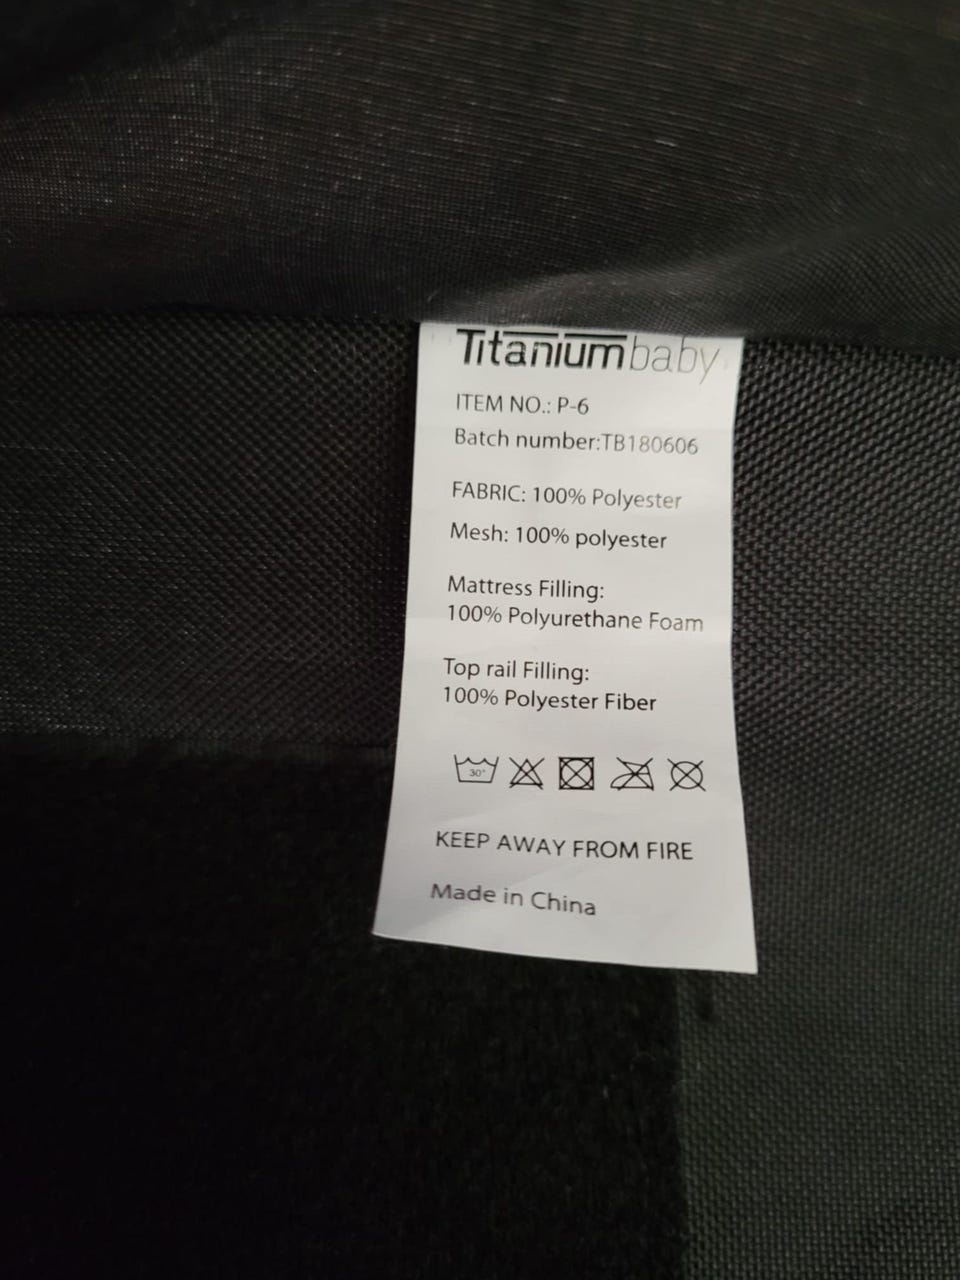 Titaniumbaby
ITEM NO.: P-6
Batch number:TB180606
FABRIC: 100% Polyester
Mesh: 100% polyester
Mattress Filling:
100% Polyurethane Foam
Top rail Filling:
100% Polyester Fiber
30°
KEEP AWAY FROM FIRE
Made in China